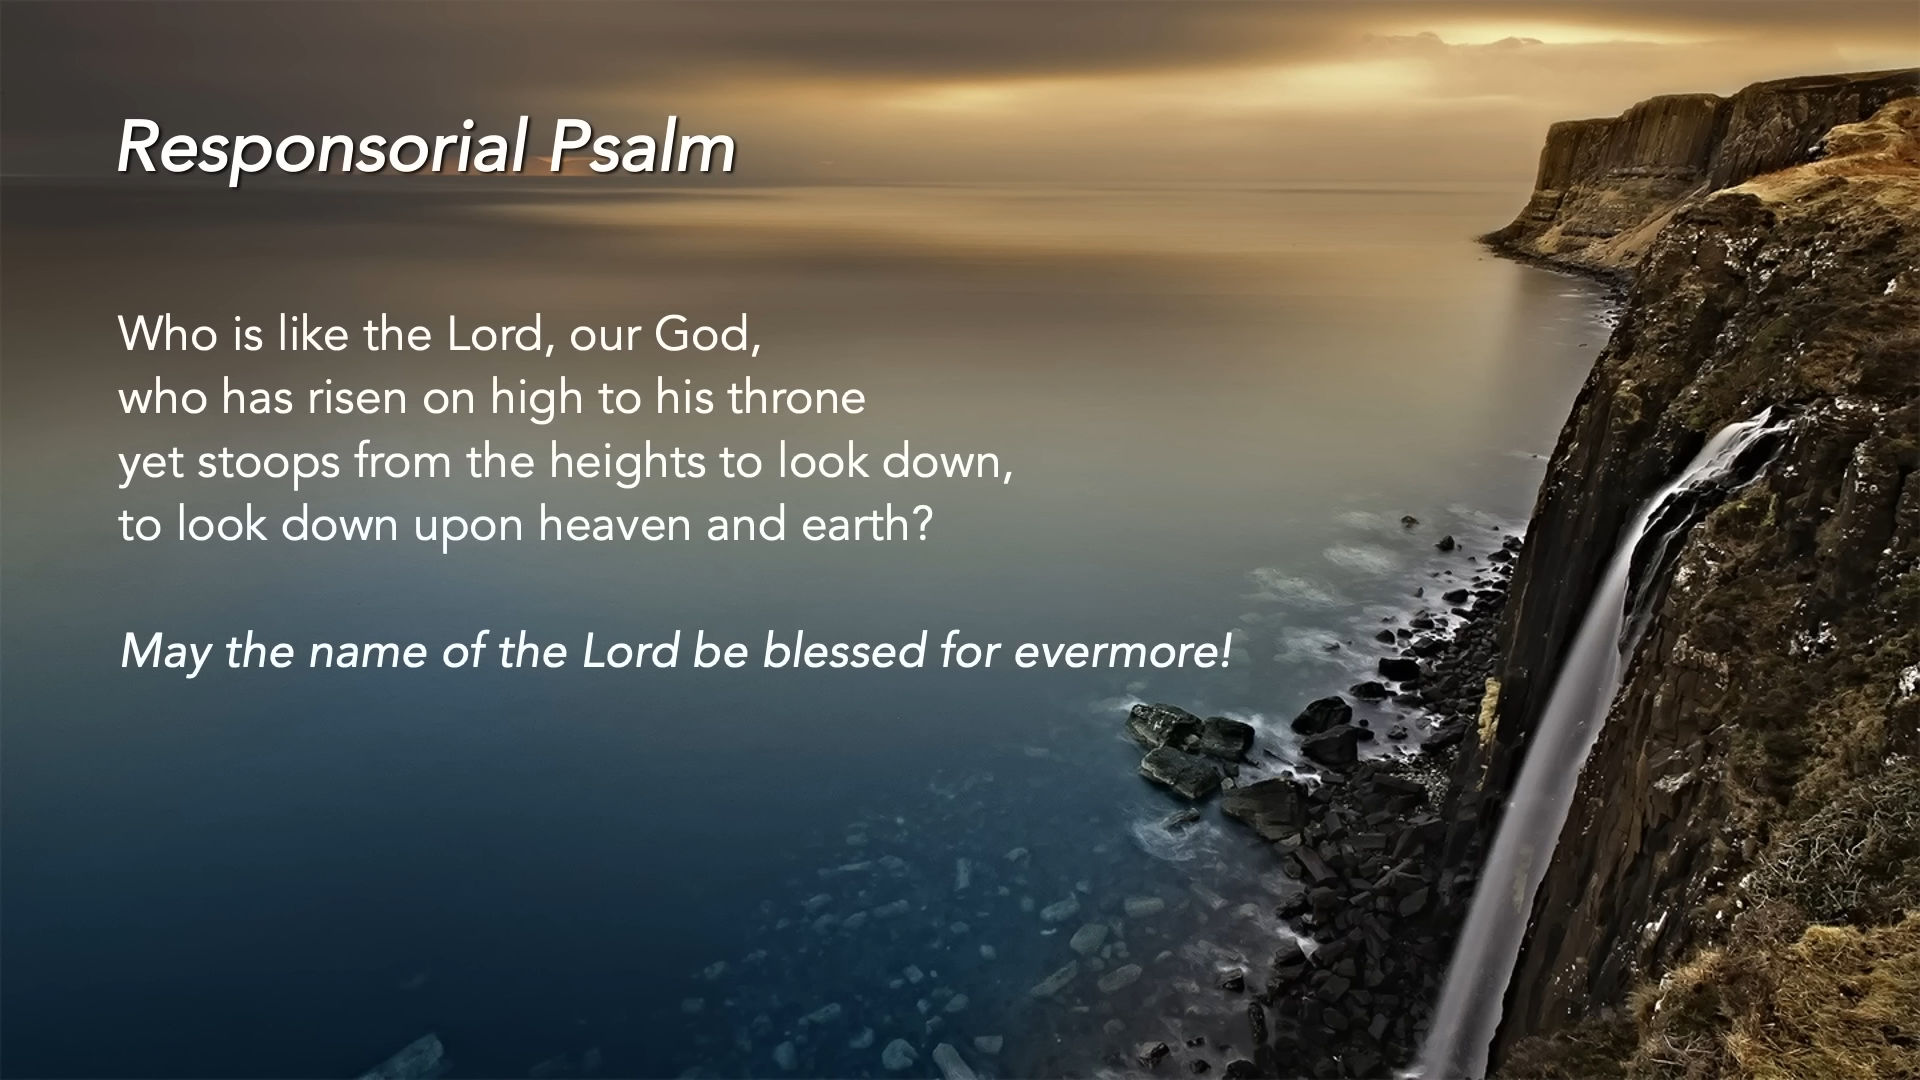 Responsorial Psalm
Who is like the Lord, our God,
who has risen on high to his throne
yet stoops from the heights to look down,
to look down upon heaven and earth?
May the name of the Lord be blessed for evermore!